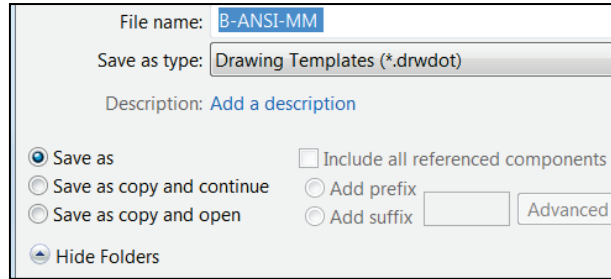 File name: B-ANSI-MM
Save as type: Drawing Templates (*.drwdot)
Description: Add a description
Save as
Include all referenced components
Save as copy and continue
Add prefix
Save as copy and open
Add suffix
Advanced
Hide Folders